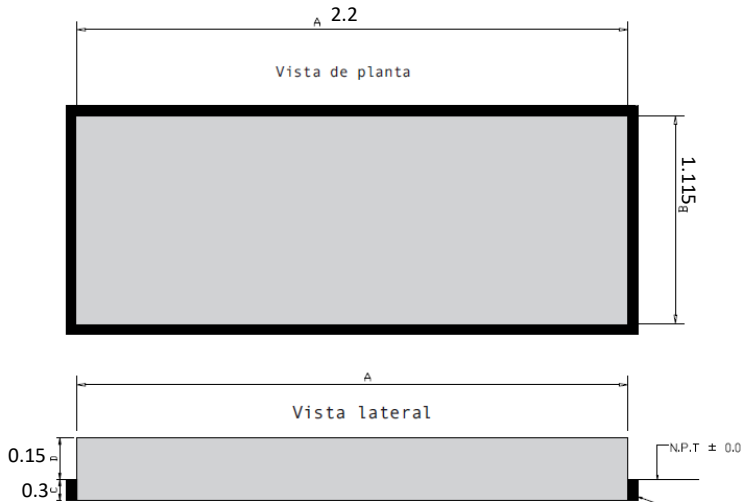 A 2.2
Vista de planta
1.115 B
A
Vista lateral
0.15 D
N.P.T ± 0.0
0.3 C